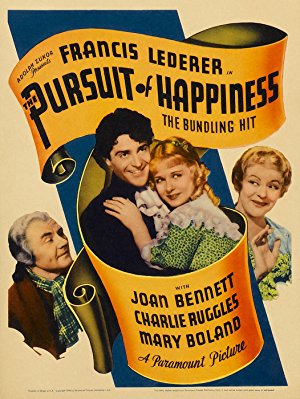 ADOLPH ZUKOR
Presents
FRANCIS LEDERER
IN
THE
PURSUIT of HAPPINESS
THE BUNDLING HIT
WITH
JOAN BENNETT
CHARLIE RUGGLES
MARY BOLAND
A Paramount Picture